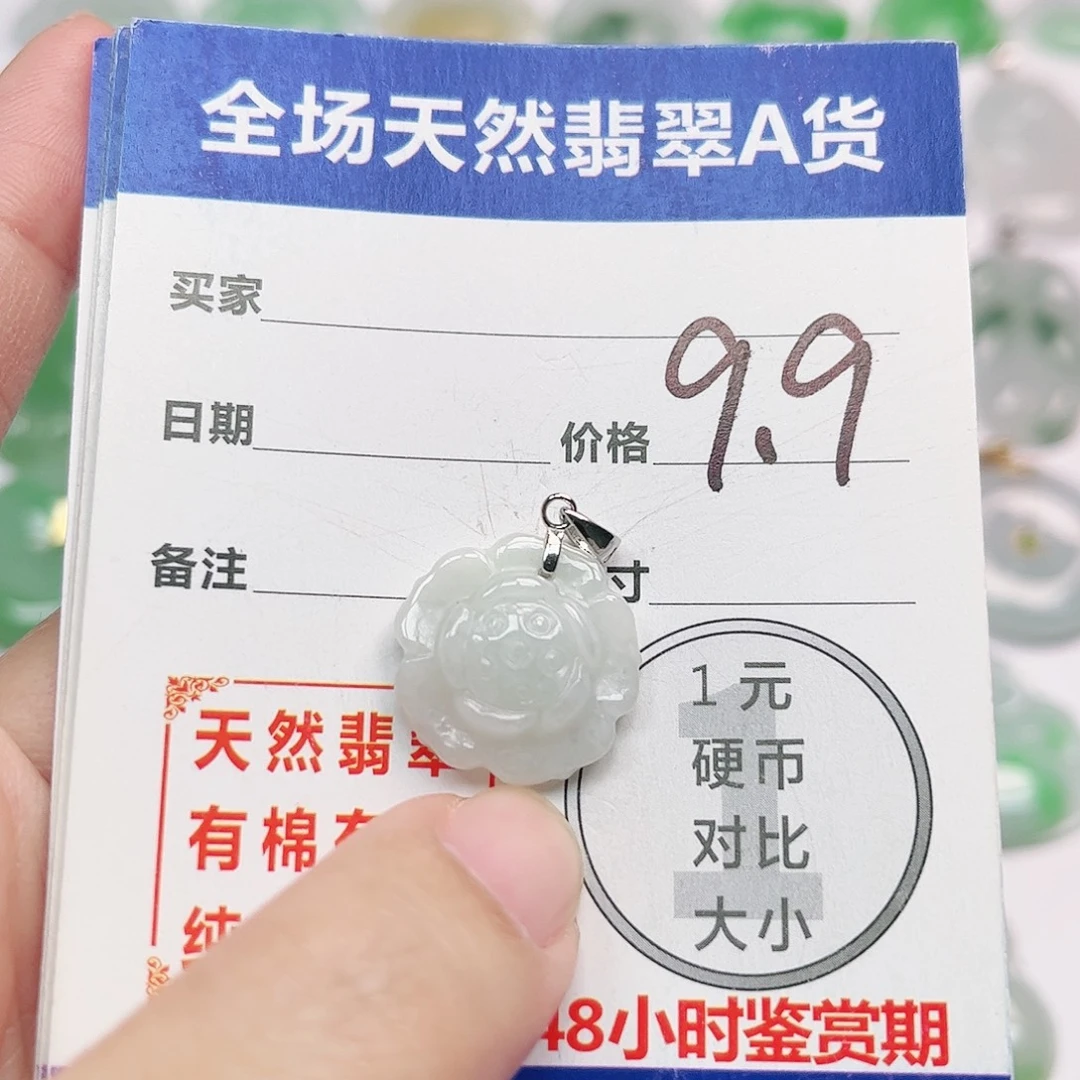 全场天然翡翠A货
买家
9.9
日期
价格
备注
寸
天然翡翠
有棉
纯
1元
硬币
对比
大小
48小时鉴赏期